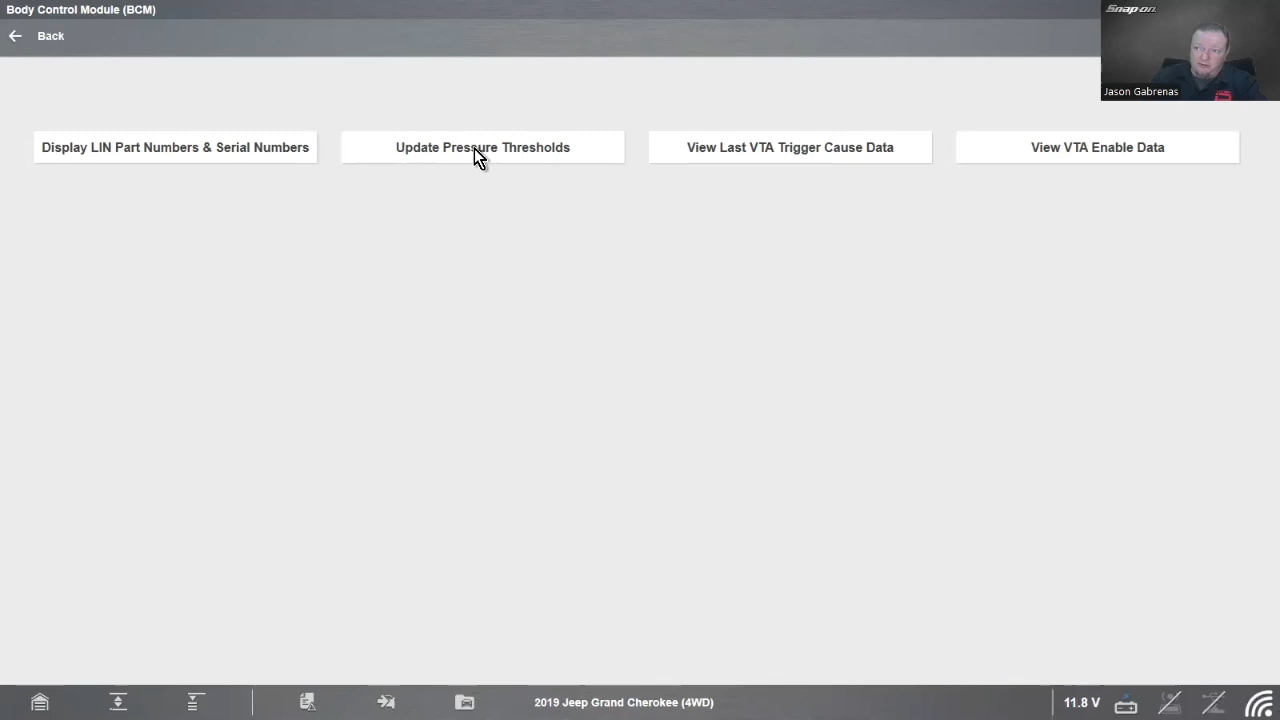 Body Control Module (BCM)
Snap-on
Back
Jason Gabrenas
Display LIN Part Numbers & Serial Numbers
Update Pressure Thresholds
View Last VTA Trigger Cause Data
View VTA Enable Data
2019 Jeep Grand Cherokee (4WD)
11.8 V